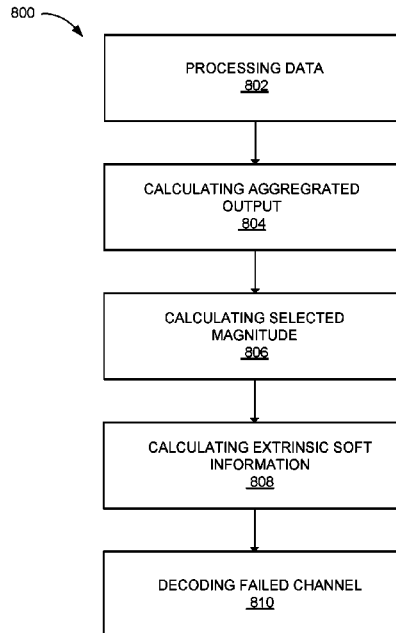 800
PROCESSING DATA
802
CALCULATING AGGREGRATED
OUTPUT
804
CALCULATING SELECTED
MAGNITUDE
806
CALCULATING EXTRINSIC SOFT
INFORMATION
808
DECODING FAILED CHANNEL
810